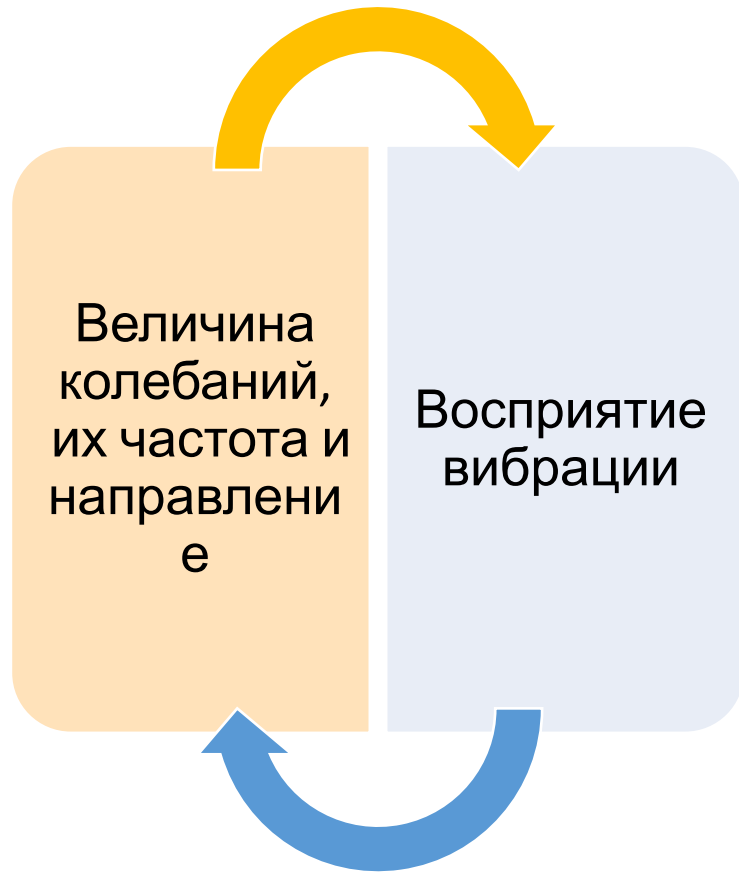 Величина
колебаний,
их частота и
направлени
е
Восприятие
вибрации